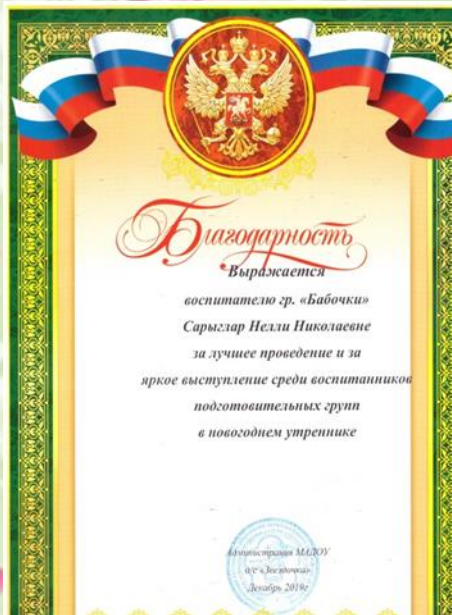 Благодарность
Выражается
воспитателю гр. «Бабочки»
Сарыглар Нелли Николаевне
за лучшее проведение и за
яркое выступление среди воспитанников
подготовительных групп
в новогоднем утреннике
Администрация МАДОУ
д/с «Звездочка»
Декабрь 2019г